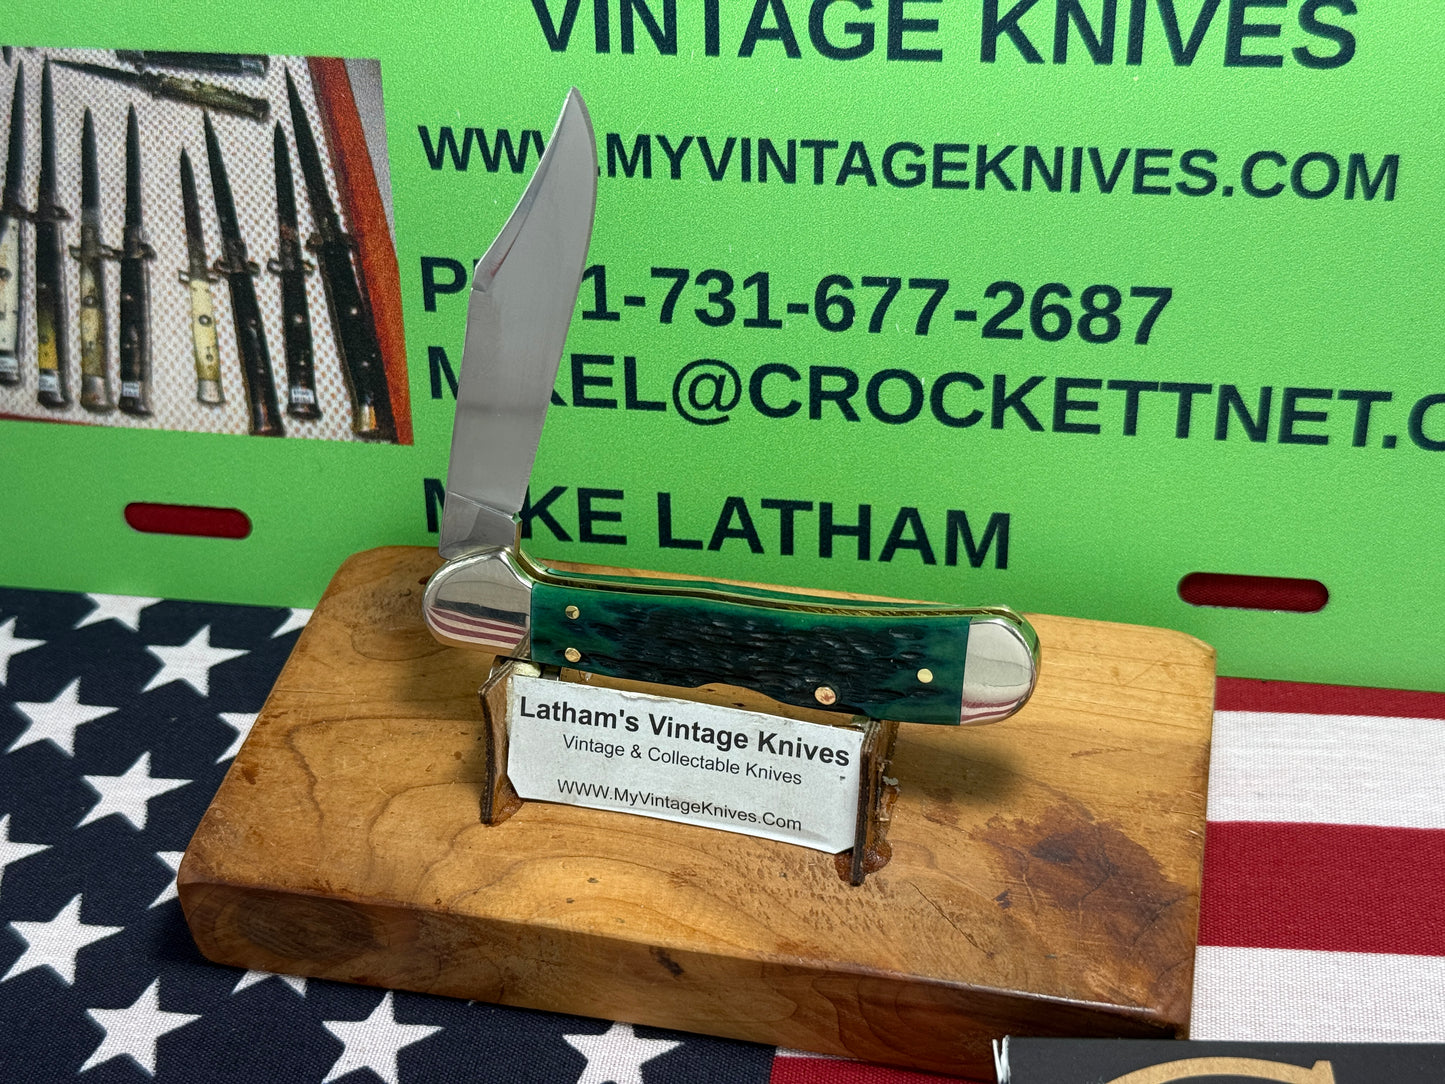 VINTAGE KNIVES
WWW.MYVINTAGEKNIVES.COM
1-731-677-2687
@CROCKETTNET.C
LATHAM
Latham's Vintage Knives
Vintage & Collectable Knives
WWW.MyVintageKnives.Com